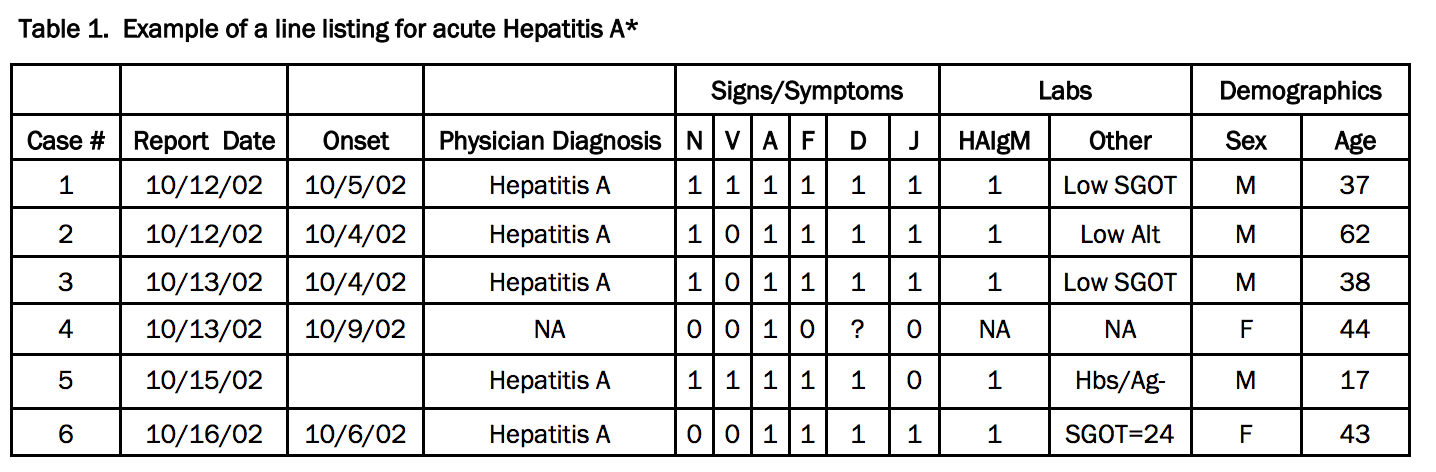 Table 1.  Example of a line listing for acute Hepatitis A*
Signs/Symptoms Labs Demographics
Case # Report Date Onset Physician Diagnosis N V A F D J HAIgM Other Sex Age
1 10/12/02 10/5/02 Hepatitis A 1 1 1 1 1 1 1 Low SGOT M 37
2 10/12/02 10/4/02 Hepatitis A 1 0 1 1 1 1 1 Low Alt M 62
3 10/13/02 10/4/02 Hepatitis A 1 0 1 1 1 1 1 Low SGOT M 38
4 10/13/02 10/9/02 NA 0 0 1 0 ? 0 NA NA F 44
5 10/15/02 Hepatitis A 1 1 1 1 1 0 1 Hbs/Ag- M 17
6 10/16/02 10/6/02 Hepatitis A 0 0 1 1 1 1 1 SGOT=24 F 43